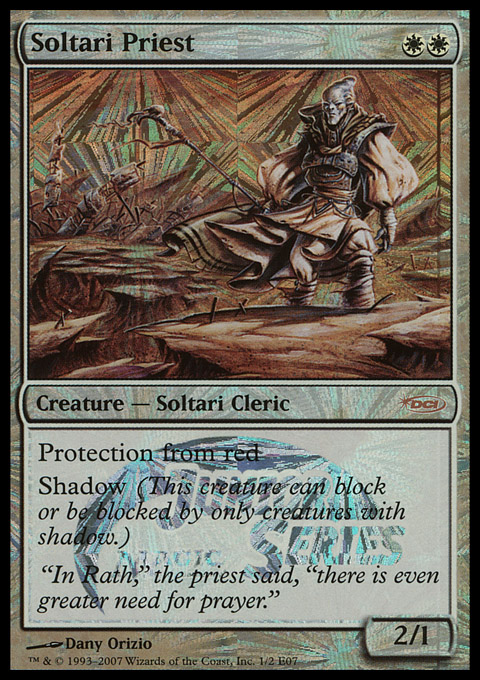 Soltari Priest
Creature — Soltari Cleric
DCI
Protection from red
Shadow (This creature can block
or be blocked by only creatures with
shadow.)
"In Rath," the priest said, "there is even
greater need for prayer."
MAGIC SERIES
Dany Orizio
2/1
™ & © 1993–2007 Wizards of the Coast, Inc. 1/2 E07